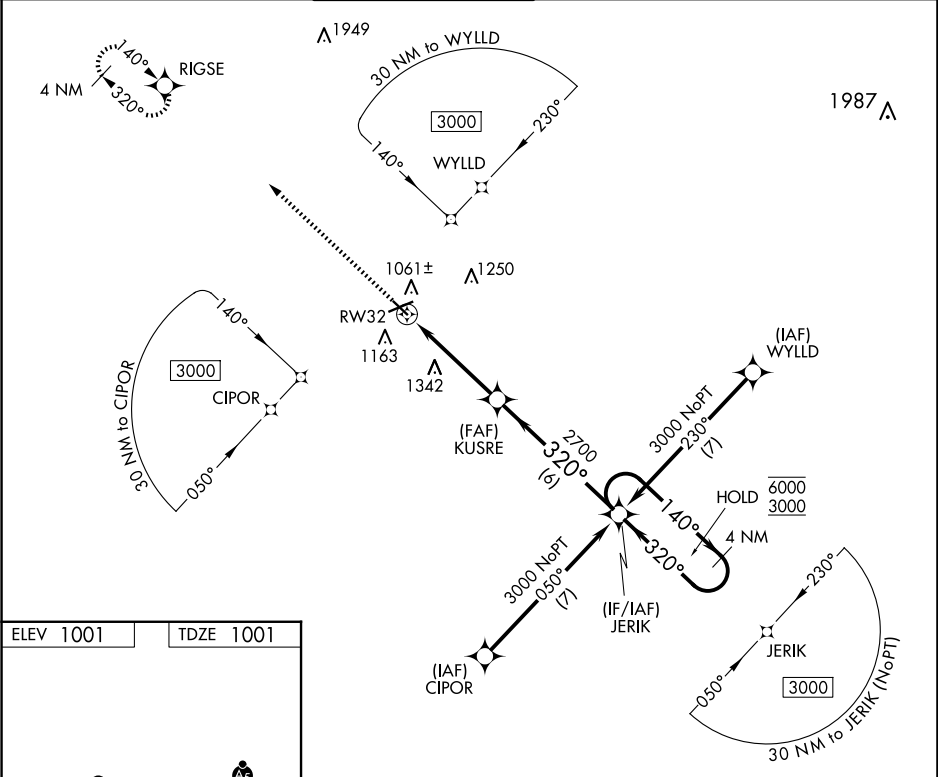 1949
30 NM to WYLLD
140°
RIGSE
4 NM
320°
3000
230°
1987
140°
WYLLD
1061±
1250
RW32
1163
1342
140°
3000
CIPOR
30 NM to CIPOR
050°
(IAF)
WYLLD
(FAF)
KUSRE
2700
320°
(6)
3000 NoPT
230°
(7)
HOLD
6000
3000
140°
4 NM
320°
3000 NoPT
050°
(7)
(IF/IAF)
JERIK
(IAF)
CIPOR
230°
JERIK
050°
3000
30 NM to JERIK (NoPT)
ELEV 1001
TDZE 1001